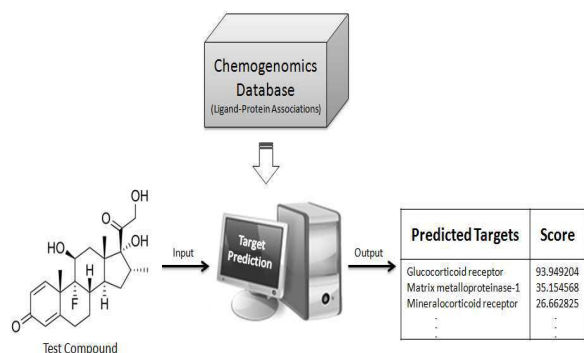 Chemogenomics
Database
(Ligand-Protein Associations)
OH
O
HO
OH
H
F
H
O
Test Compound
Input
Target
Prediction
Output
Predicted Targets Score
Glucocorticoid receptor 93.949204
Matrix metalloproteinase-1 35.154568
Mineralocorticoid receptor 26.662825
: :
: :